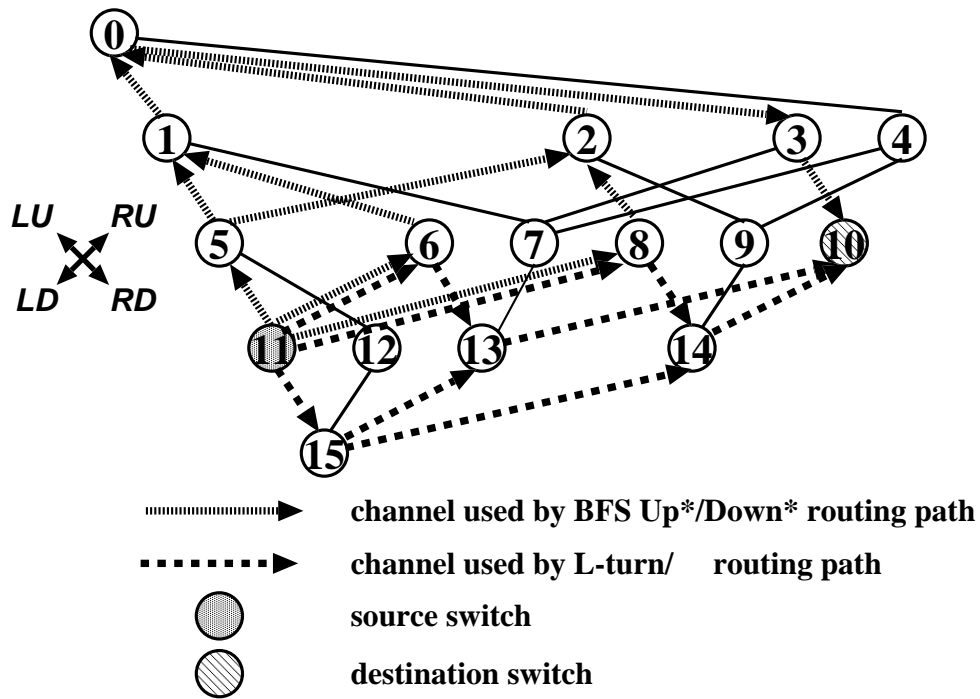 0
1 2 3 4
LU RU 5 6 7 8 9 10
LD RD
11 12 13 14
15
channel used by BFS Up*/Down* routing path
channel used by L-turn/ routing path
source switch
destination switch